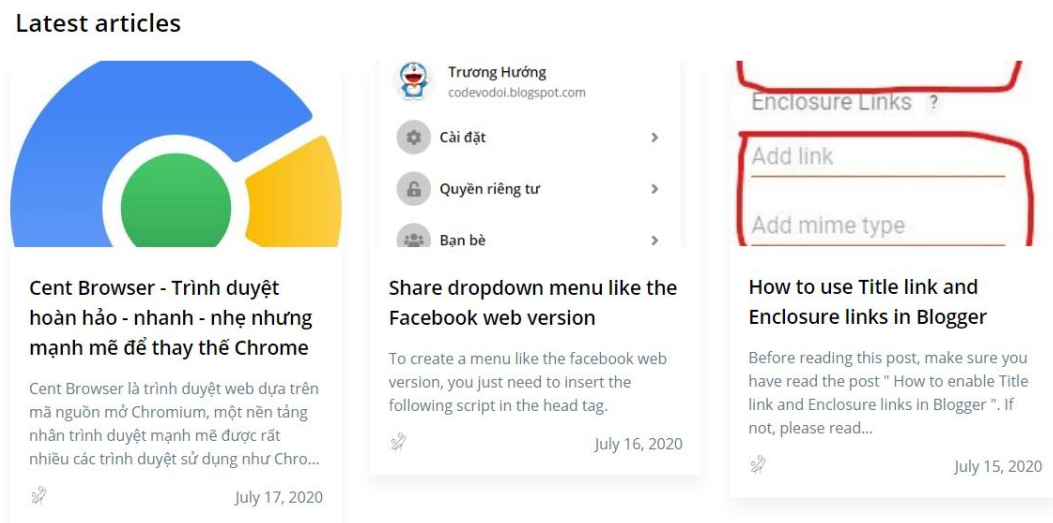 Latest articles
Cent Browser - Trình duyệt
hoàn hảo - nhanh - nhẹ nhưng
mạnh mẽ để thay thế Chrome
Cent Browser là trình duyệt web dựa trên
mã nguồn mở Chromium, một nền tảng
nhân trình duyệt mạnh mẽ được rất
nhiều các trình duyệt sử dụng như Chro...
July 17, 2020
Trương Hướng
codevodoi.blogspot.com
Cài đặt
Quyền riêng tư
Bạn bè
Share dropdown menu like the
Facebook web version
To create a menu like the facebook web
version, you just need to insert the
following script in the head tag.
July 16, 2020
Enclosure Links ?
Add link
Add mime type
How to use Title link and
Enclosure links in Blogger
Before reading this post, make sure you
have read the post " How to enable Title
link and Enclosure links in Blogger ". If
not, please read...
July 15, 2020